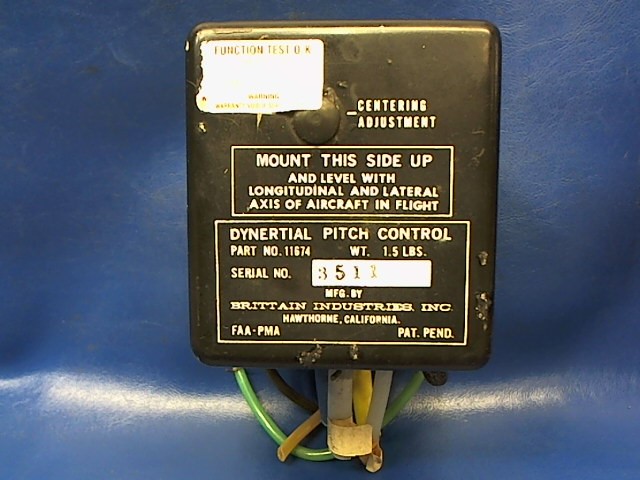 FUNCTION TEST O K
WARNING
CENTERING
ADJUSTMENT
MOUNT THIS SIDE UP
AND LEVEL WITH
LONGITUDINAL AND LATERAL
AXIS OF AIRCRAFT IN FLIGHT
DYNERTIAL PITCH CONTROL
PART NO. 11674 WT. 1.5 LBS.
SERIAL NO. 3511
MFG. BY
BRITTAIN INDUSTRIES, INC.
HAWTHORNE, CALIFORNIA.
FAA-PMA PAT. PEND.